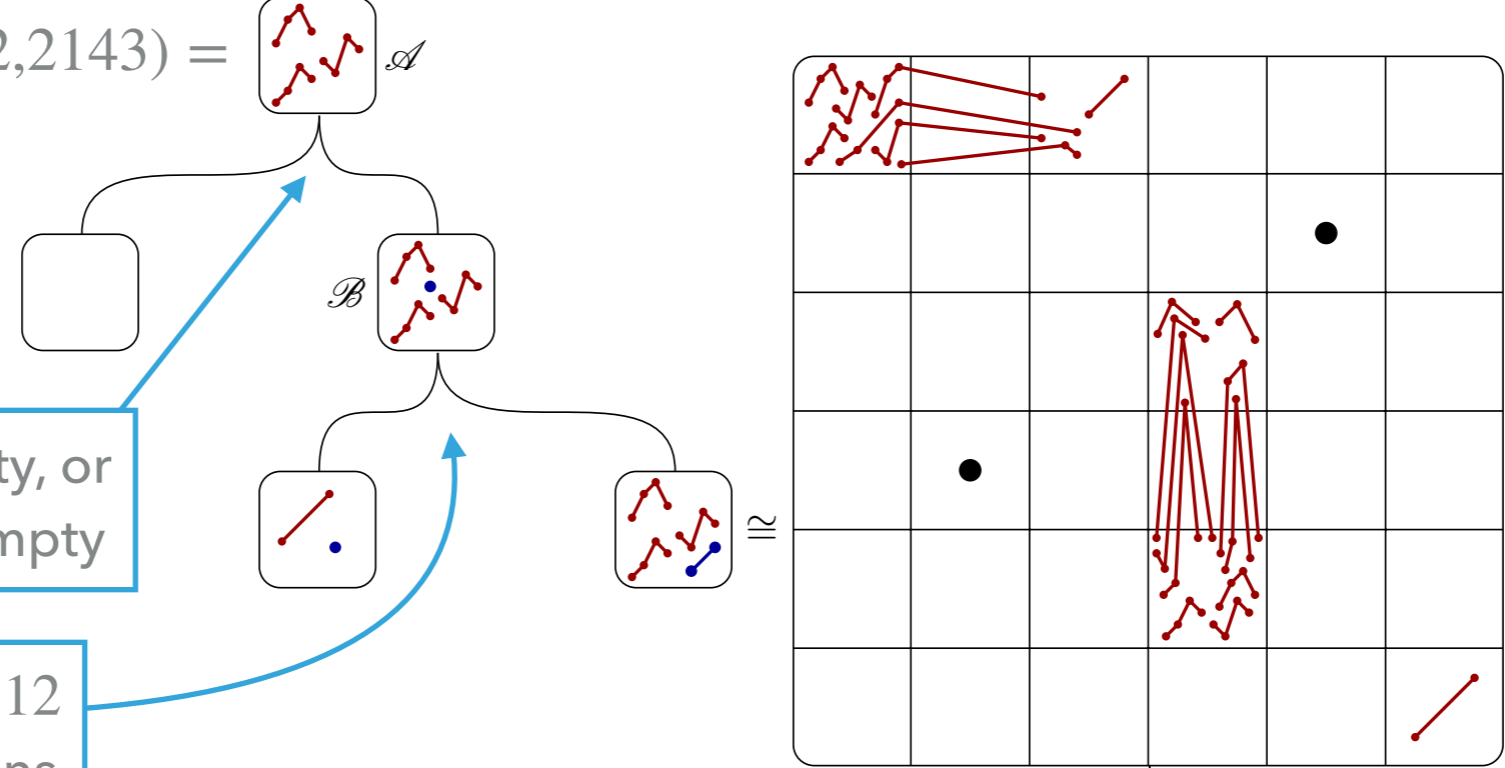 2,2143) = 𝒜
ℬ
ty, or
mpty
≅
12